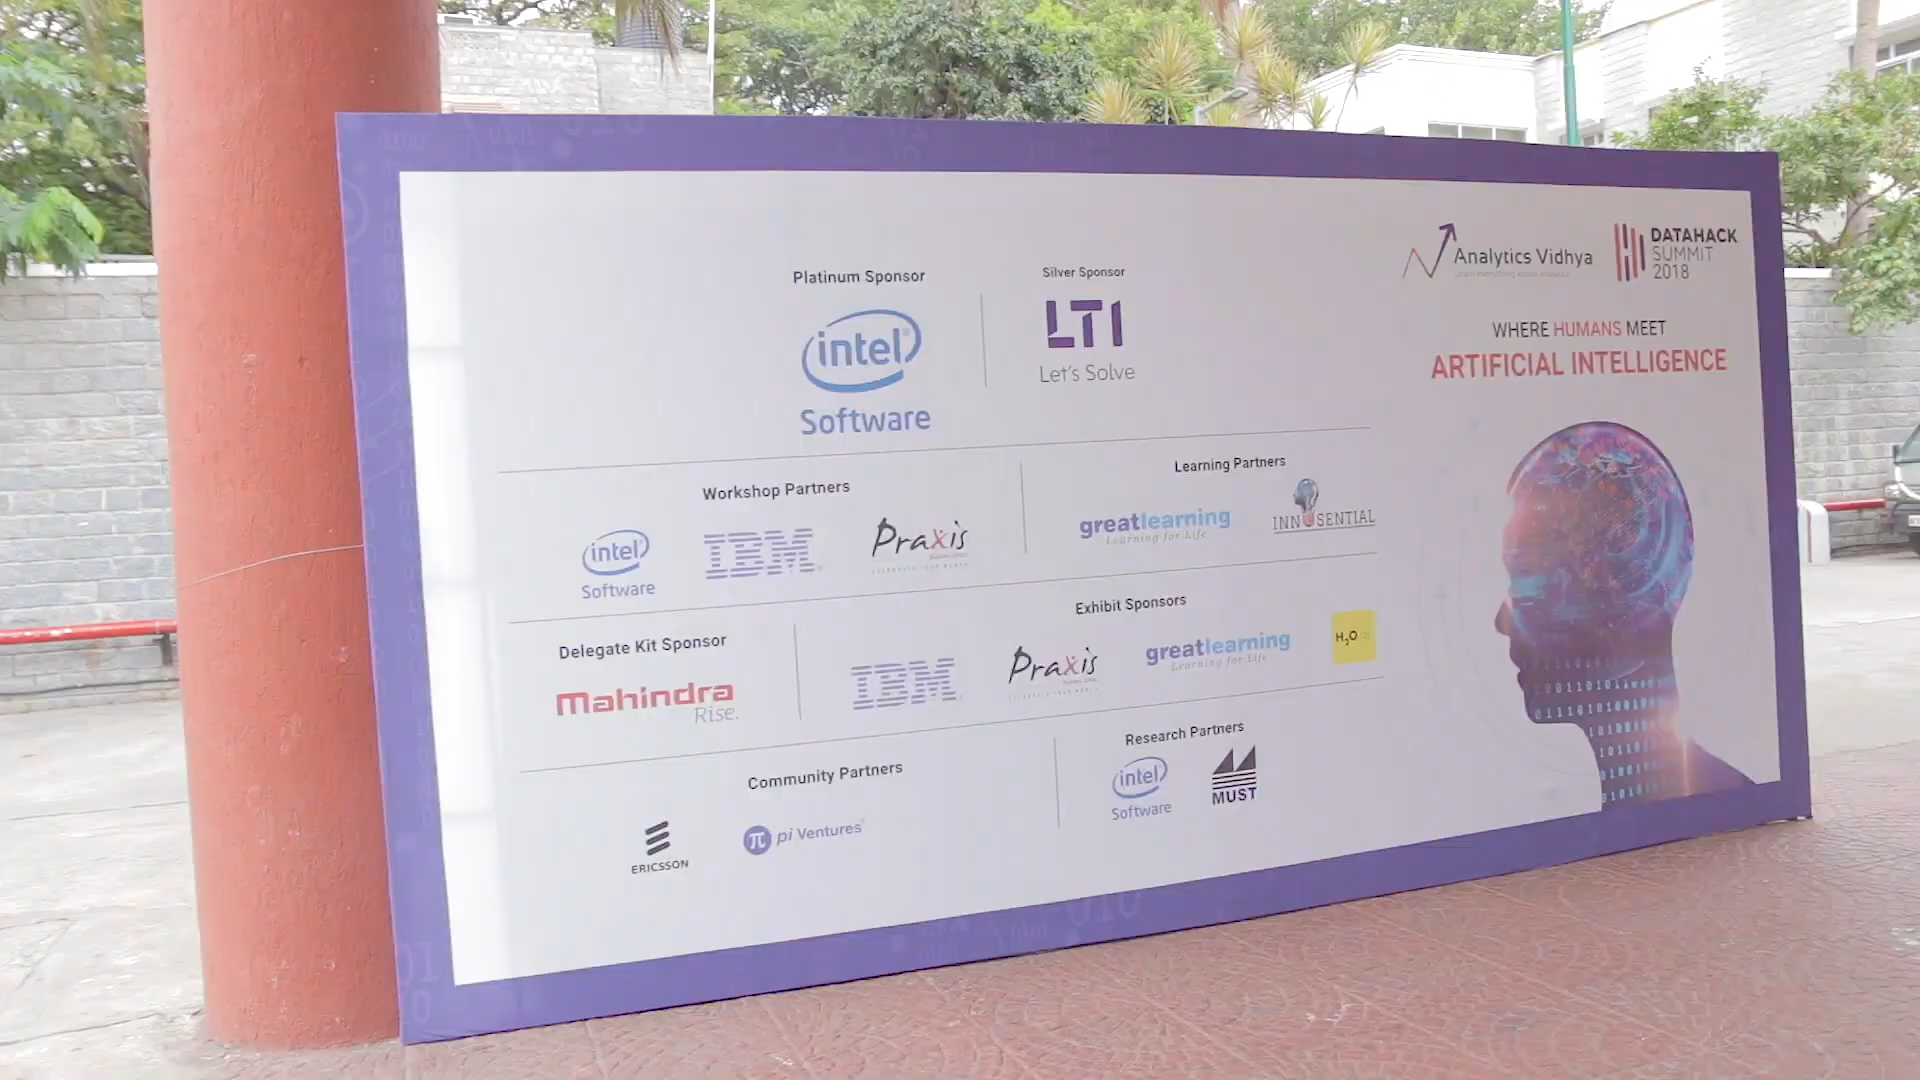 Analytics Vidhya
DATAHACK
SUMMIT
2018
WHERE HUMANS MEET
ARTIFICIAL INTELLIGENCE
Platinum Sponsor
intel
Software
Silver Sponsor
LTI
Let's Solve
Workshop Partners
intel
Software
IBM
Praxis
Learning Partners
greatlearning
Learning for Life
INNOSENTIAL
Delegate Kit Sponsor
Mahindra
Rise.
Exhibit Sponsors
IBM
Praxis
greatlearning
Learning for Life
H2O
Community Partners
ERICSSON
π pi Ventures
Research Partners
intel
Software
MUST